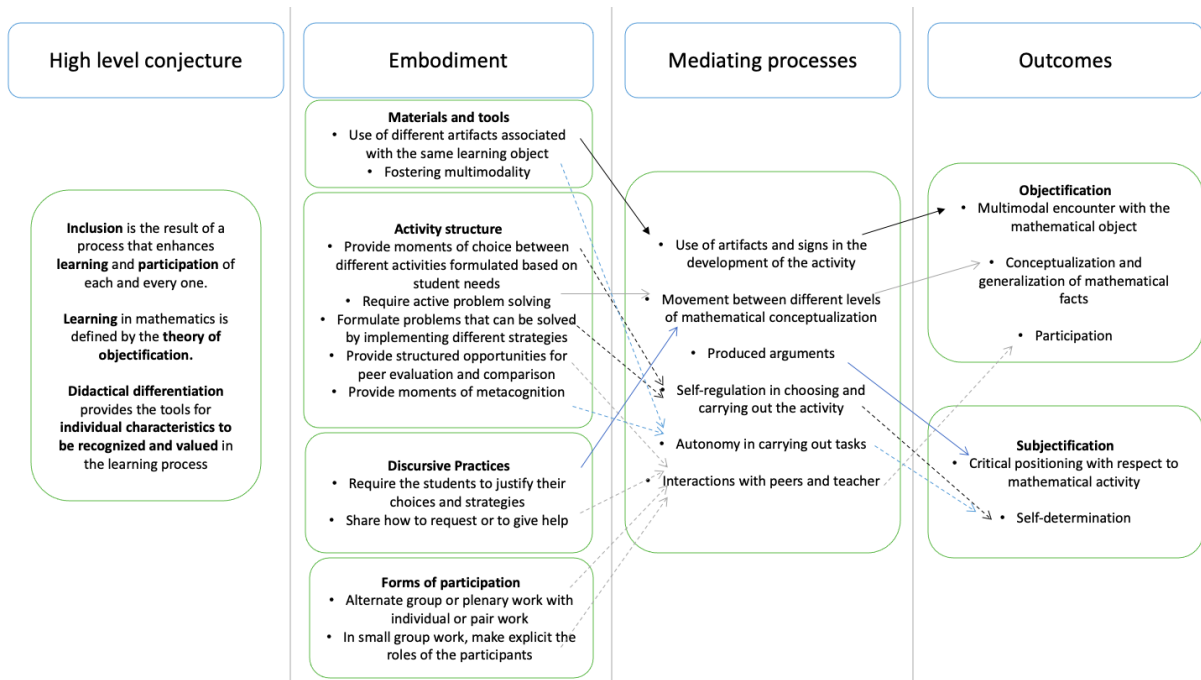 High level conjecture
Embodiment
Mediating processes
Outcomes
Inclusion is the result of a
process that enhances
learning and participation of
each and every one.
Learning in mathematics is
defined by the theory of
objectification.
Didactical differentiation
provides the tools for
individual characteristics to
be recognized and valued in
the learning process
Materials and tools
• Use of different artifacts associated
with the same learning object
• Fostering multimodality
Activity structure
• Provide moments of choice between
different activities formulated based on
student needs
• Require active problem solving
• Formulate problems that can be solved
by implementing different strategies
• Provide structured opportunities for
peer evaluation and comparison
• Provide moments of metacognition
Discursive Practices
• Require the students to justify their
choices and strategies
• Share how to request or to give help
Forms of participation
• Alternate group or plenary work with
individual or pair work
• In small group work, make explicit the
roles of the participants
• Use of artifacts and signs in the
development of the activity
• Movement between different levels
of mathematical conceptualization
• Produced arguments
• Self-regulation in choosing and
carrying out the activity
• Autonomy in carrying out tasks
• Interactions with peers and teacher
Objectification
• Multimodal encounter with the
mathematical object
• Conceptualization and
generalization of mathematical
facts
• Participation
Subjectification
• Critical positioning with respect to
mathematical activity
• Self-determination